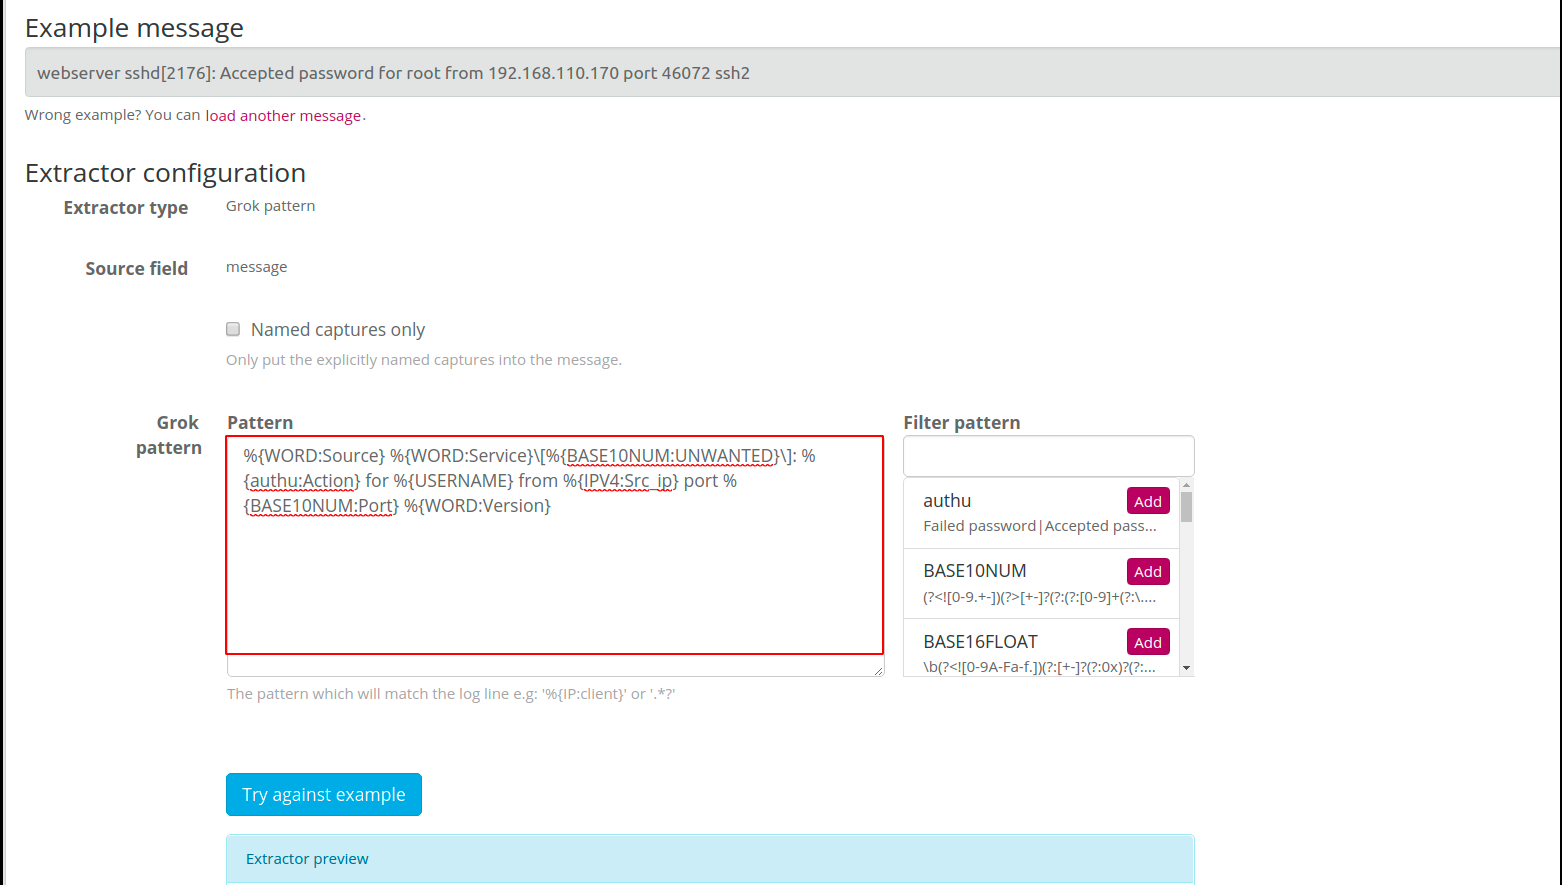 Example message
webserver sshd[2176]: Accepted password for root from 192.168.110.170 port 46072 ssh2
Wrong example? You can load another message.
Extractor configuration
Extractor type Grok pattern
Source field message
Named captures only
Only put the explicitly named captures into the message.
Grok pattern
Pattern
%{WORD:Source} %{WORD:Service}\[%{BASE10NUM:UNWANTED}\]: %
{authu:Action} for %{USERNAME} from %{IPV4:Src_ip} port %
{BASE10NUM:Port} %{WORD:Version}
The pattern which will match the log line e.g: '%{IP:client}' or '.*?'
Filter pattern
authu Add
Failed password|Accepted pass...
BASE10NUM Add
(?<![0-9.+-])(?>[+-]?(?:(?:[0-9]+(?:\....
BASE16FLOAT Add
\b(?<![0-9A-Fa-f.])(?:[+-]?(?:0x)?(?:...
Try against example
Extractor preview